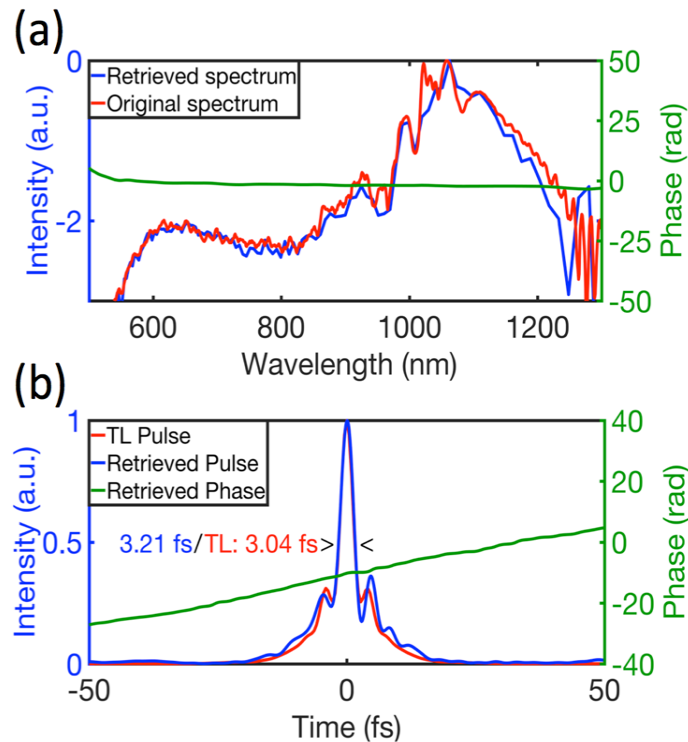 (a)
Intensity (a.u.)
0
-2
Retrieved spectrum
Original spectrum
50
25
0
-25
-50
Phase (rad)
600
800
1000
1200
Wavelength (nm)
(b)
Intensity (a.u.)
1
0.5
0
TL Pulse
Retrieved Pulse
Retrieved Phase
3.21 fs/TL: 3.04 fs> <
40
20
0
-20
-40
Phase (rad)
-50
0
50
Time (fs)